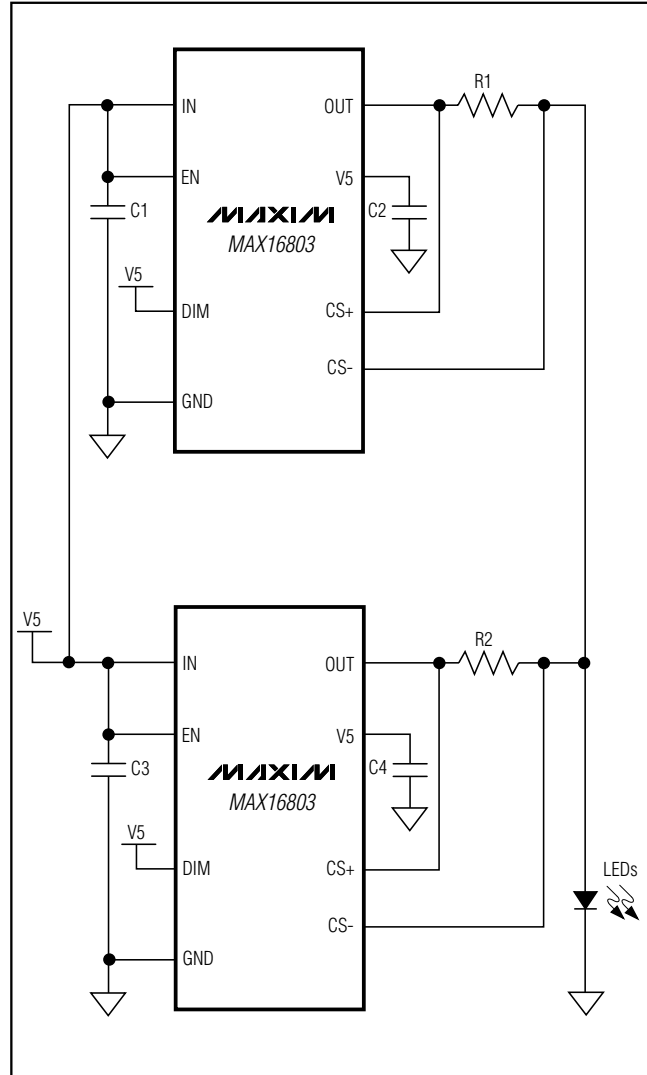 R1
IN
OUT
EN
V5
C1
C2
MAXIM
MAX16803
V5
DIM
CS+
CS-
GND
V5
R2
IN
OUT
EN
V5
C3
C4
MAXIM
MAX16803
V5
DIM
CS+
LEDs
CS-
GND